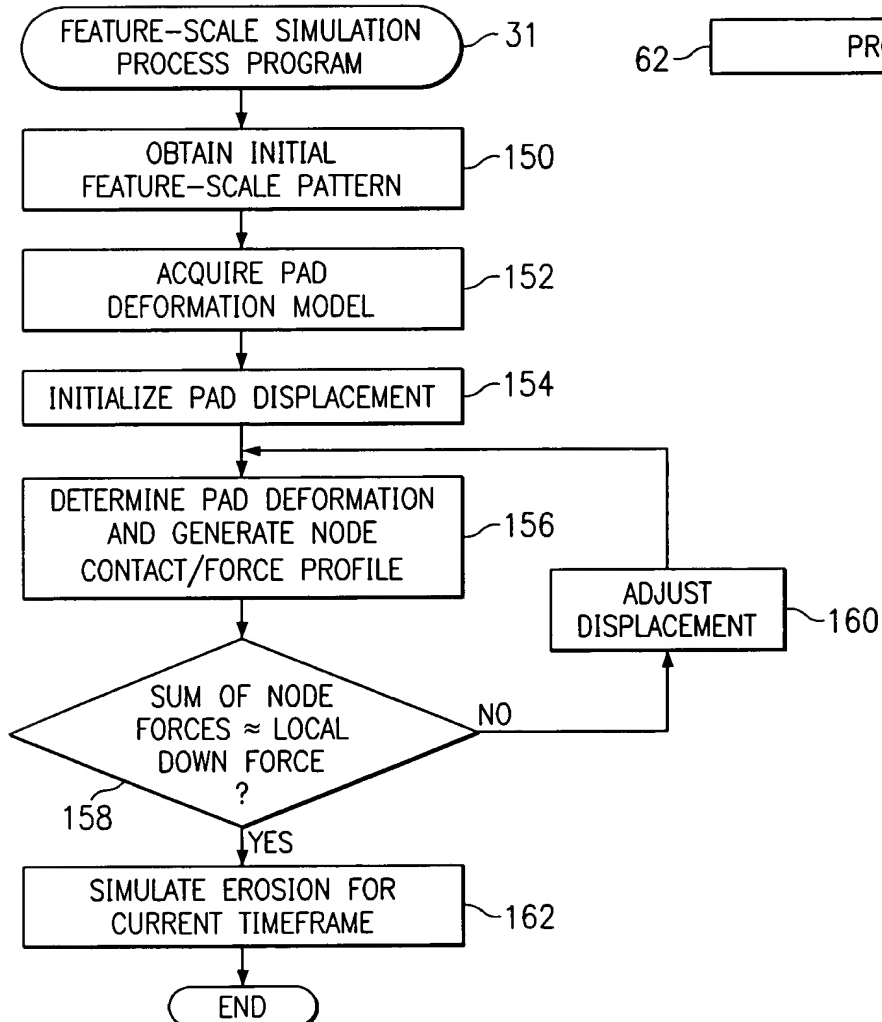 FEATURE-SCALE SIMULATION
PROCESS PROGRAM
31
62
OBTAIN INITIAL
FEATURE-SCALE PATTERN
150
ACQUIRE PAD
DEFORMATION MODEL
152
INITIALIZE PAD DISPLACEMENT
154
DETERMINE PAD DEFORMATION
AND GENERATE NODE
CONTACT/FORCE PROFILE
156
ADJUST
DISPLACEMENT
160
SUM OF NODE
FORCES ≈ LOCAL
DOWN FORCE
?
NO
158
YES
SIMULATE EROSION FOR
CURRENT TIMEFRAME
162
END